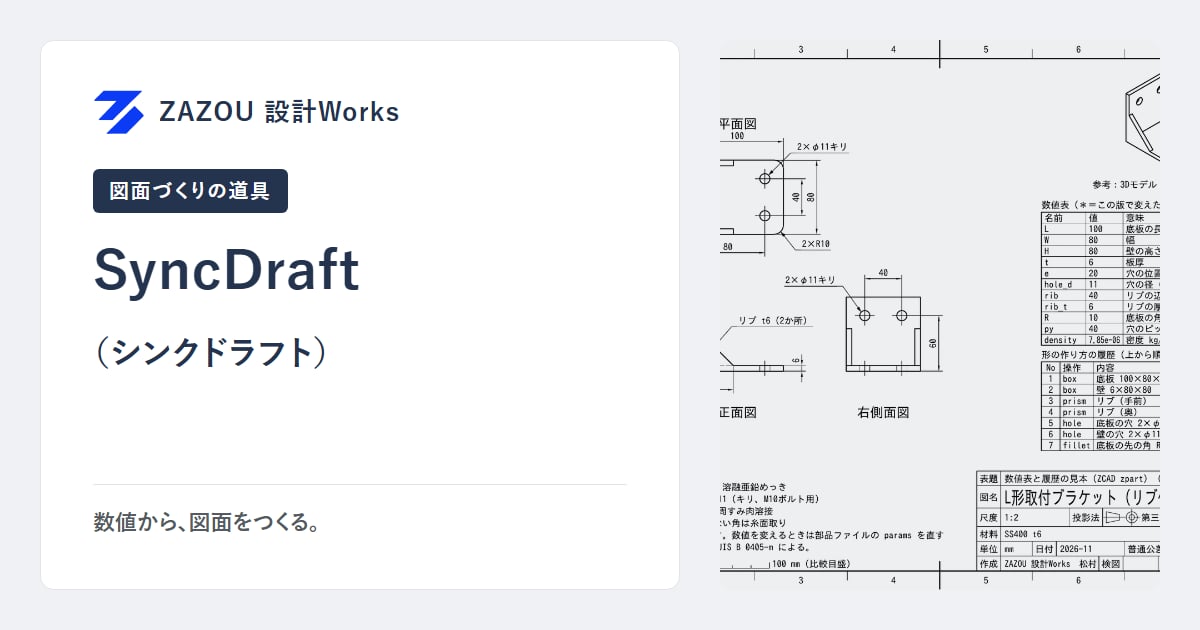 ZAZOU 設計Works
図面づくりの道具
SyncDraft
(シンクドラフト)
数値から、図面をつくる。
3 4 5 6
平面図
100
2×φ11キリ
40
80
80
2×R10
2×φ11キリ
40
リブ t6 (2か所)
60
6
正面図
右側面図
参考:3Dモデル
数値表(*=この版で変えた
名前 値 意味
L 100 底板の長
W 80 幅
H 80 壁の高さ
t 6 板厚
e 20 穴の位置
hole_d 11 穴の径
rib 40 リブの辺
rib_t 6 リブの厚
R 10 底板の角
py 40 穴のピッ
density 7.85e-06 密度 kg/
形の作り方の履歴(上から順
No 操作 内容
1 box 底板 100×80×
2 box 壁 6×80×80
3 prism リブ(手前)
4 prism リブ(奥)
5 hole 底板の穴 2×φ
6 hole 壁の穴 2×φ11
7 fillet 底板の先の角 R
溶融亜鉛めっき
11(キリ、M10ボルト用)
周すみ肉溶接
い角は糸面取り
。数値を変えるときは部品ファイルの params を直す
JIS B 0405-m による。
100 mm(比較目盛)
表題 数値表と履歴の見本(ZCAD zpart)(
図名 L形取付ブラケット(リブ
尺度 1:2 投影法 第三
材料 SS400 t6
単位 mm 日付 2026-11 普通公差
作成 ZAZOU 設計Works 松村 検図
3 4 5 6